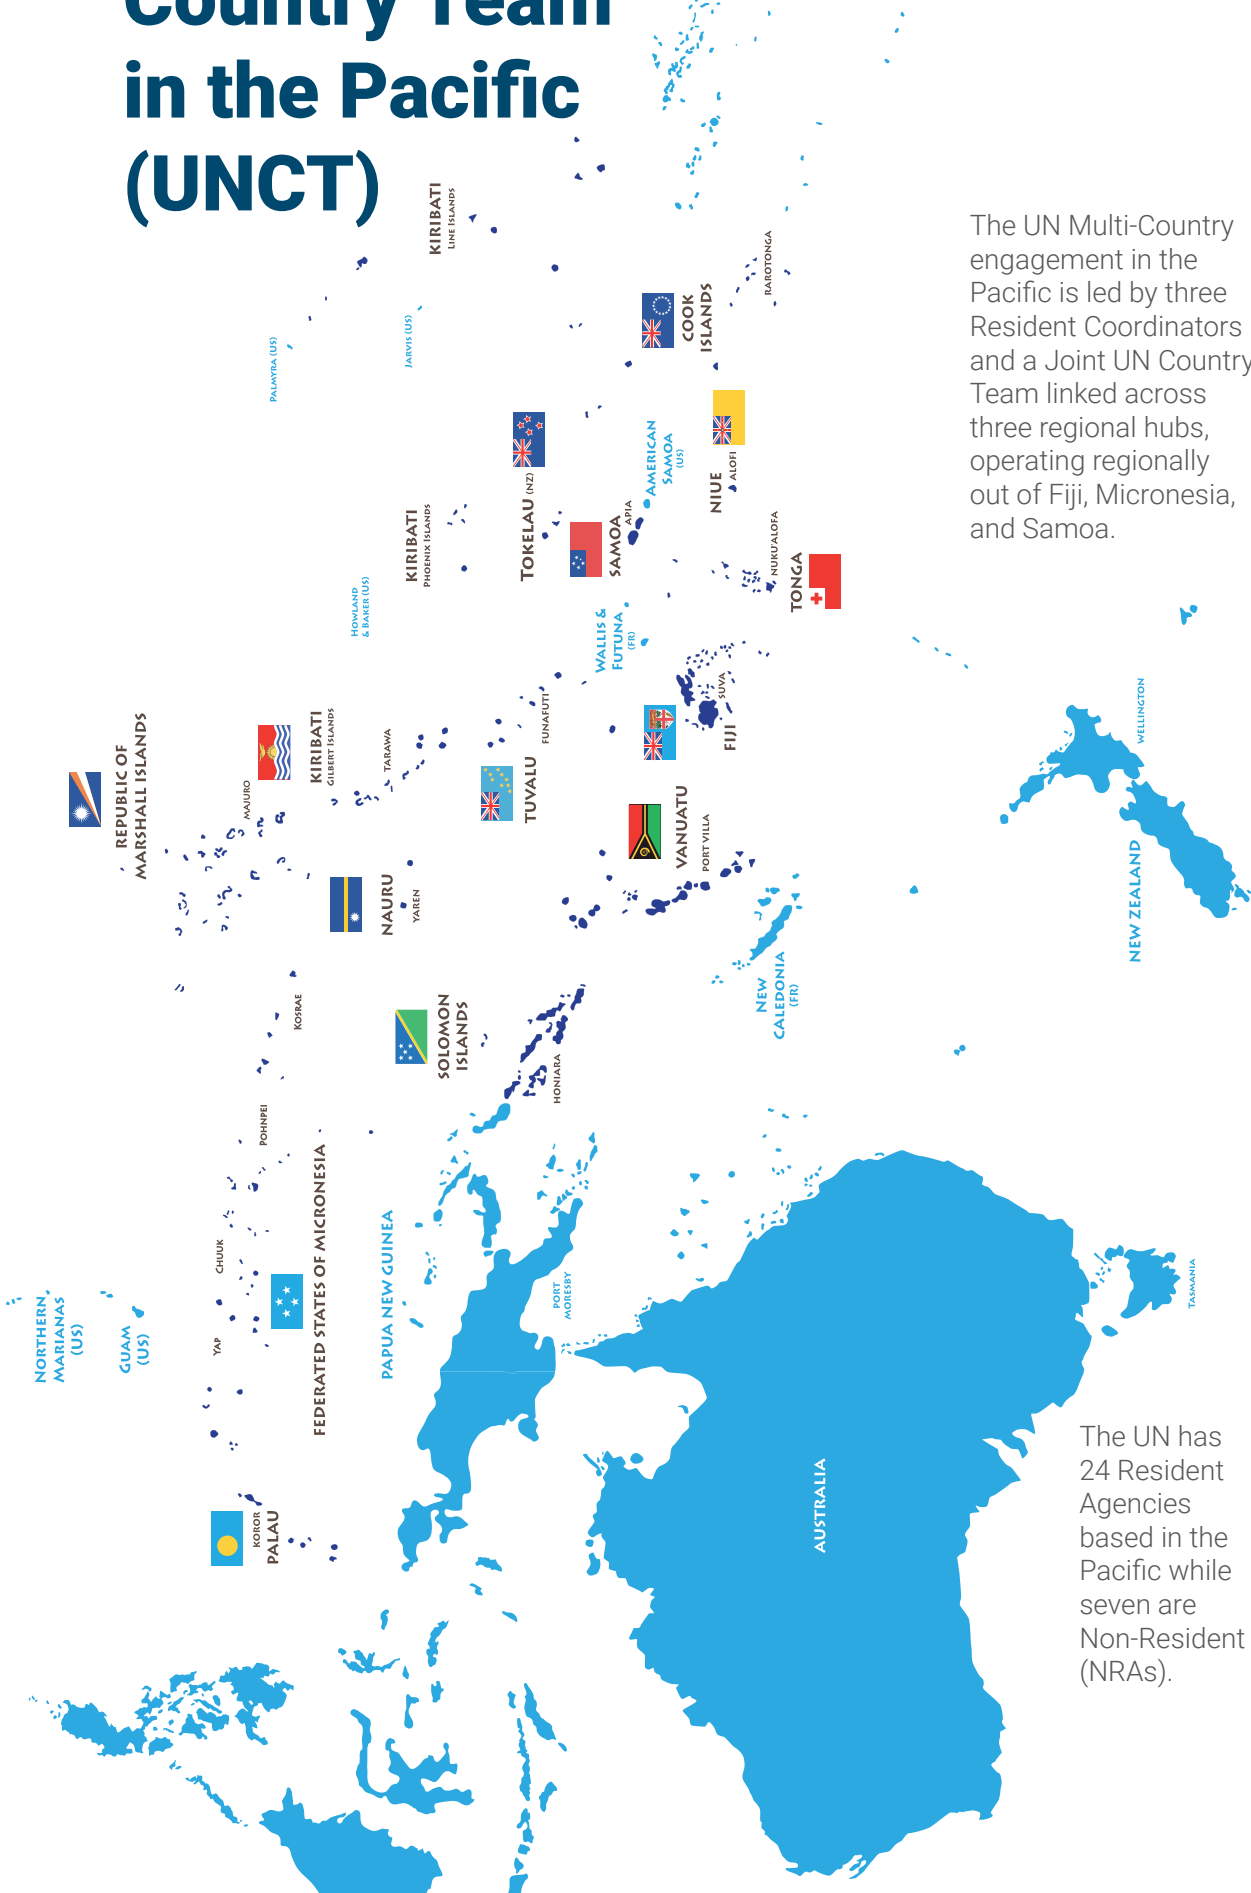 Country Team
in the Pacific
(UNCT)
The UN Multi-Country
engagement in the
Pacific is led by three
Resident Coordinators
and a Joint UN Country
Team linked across
three regional hubs,
operating regionally
out of Fiji, Micronesia,
and Samoa.
KIRIBATI
LINE ISLANDS
PALMYRA (US)
JARVIS (US)
RAROTONGA
COOK
ISLANDS
AMERICAN
SAMOA
(US)
NIUE
ALOFI
TOKELAU (NZ)
SAMOA
APIA
KIRIBATI
PHOENIX ISLANDS
HOWLAND
& BAKER (US)
NUKU'ALOFA
TONGA
WALLIS &
FUTUNA
(FR)
REPUBLIC OF
MARSHALL ISLANDS
MAJURO
KIRIBATI
GILBERT ISLANDS
TARAWA
FUNAFUTI
TUVALU
SUVA
FIJI
VANUATU
PORT VILLA
NAURU
YAREN
WELLINGTON
NEW ZEALAND
NEW
CALEDONIA
(FR)
KOSRAE
SOLOMON
ISLANDS
HONIARA
POHNPEI
CHUUK
YAP
FEDERATED STATES OF MICRONESIA
PAPUA NEW GUINEA
PORT
MORESBY
NORTHERN
MARIANAS
(US)
GUAM
(US)
TASMANIA
AUSTRALIA
KOROR
PALAU
The UN has
24 Resident
Agencies
based in the
Pacific while
seven are
Non-Resident
(NRAs).